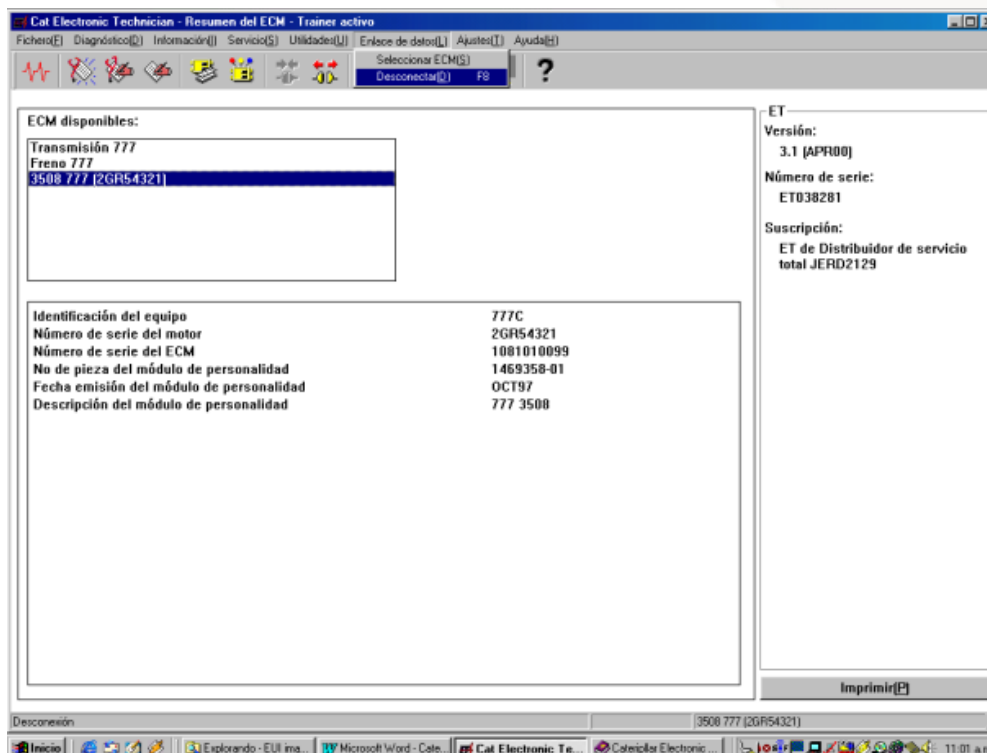 Cat Electronic Technician - Resumen del ECM - Trainer activo
Fichero(F) Diagnóstico(D) Información(I) Servicio(S) Utilidades(U) Enlace de datos(L) Ajustes(T) Ayuda(H)
Seleccionar ECM(S)
Desconectar(D) F8
?
ECM disponibles:
Transmisión 777
Freno 777
3508 777 (2GR54321)
Identificación del equipo 777C
Número de serie del motor 2GR54321
Número de serie del ECM 1081010099
No de pieza del módulo de personalidad 1469358-01
Fecha emisión del módulo de personalidad OCT97
Descripción del módulo de personalidad 777 3508
ET
Versión:
3.1 (APR00)
Número de serie:
ET038281
Suscripción:
ET de Distribuidor de servicio
total JERD2129
Imprimir(P)
Desconexión 3508 777 (2GR54321)
Inicio Explorando - EUI ima... Microsoft Word - Cate... Cat Electronic Te... Caterpillar Electronic ... 11:01 a.m.